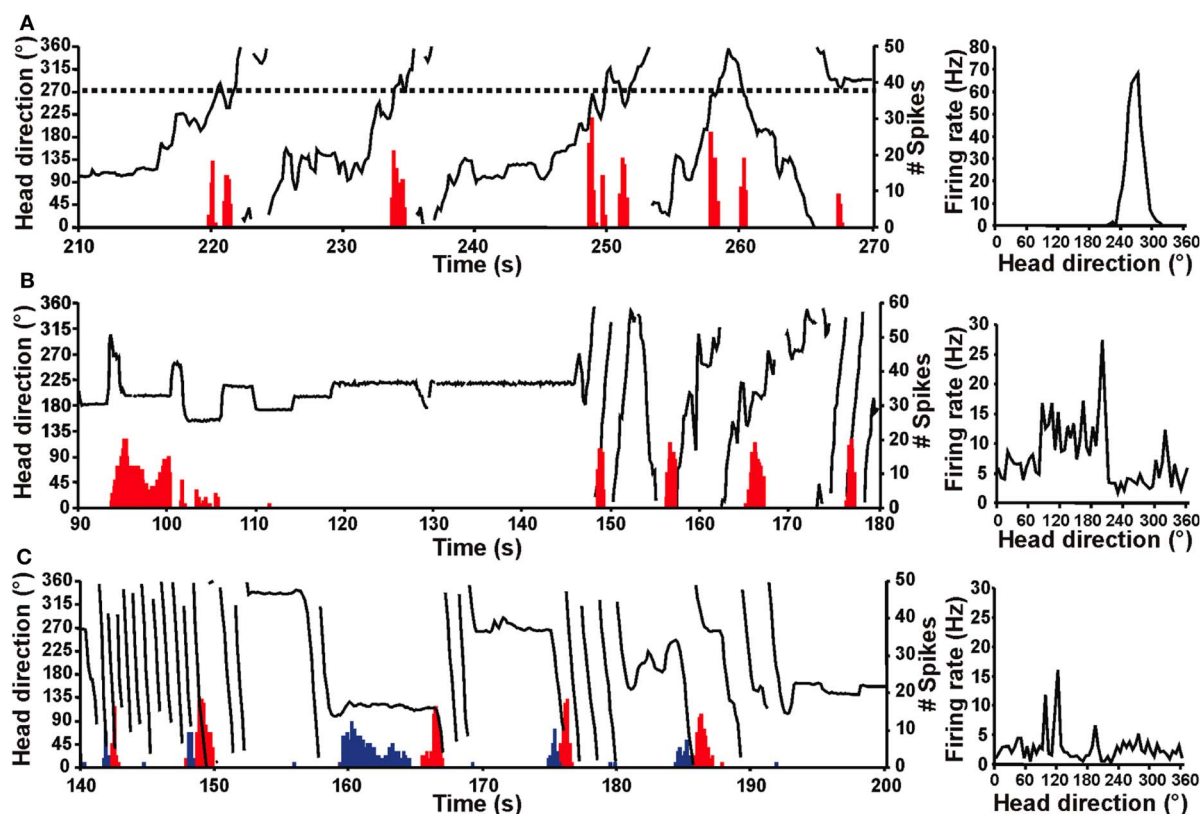 A
Head direction (°)
360
315
270
225
180
135
90
45
0
50
40
30
20
10
0
# Spikes
210 220 230 240 250 260 270
Time (s)
Firing rate (Hz)
80
70
60
50
40
30
20
10
0
0 60 120 180 240 300 360
Head direction (°)
B
Head direction (°)
360
315
270
225
180
135
90
45
0
60
50
40
30
20
10
0
# Spikes
90 100 110 120 130 140 150 160 170 180
Time (s)
Firing rate (Hz)
30
25
20
15
10
5
0
0 60 120 180 240 300 360
Head direction (°)
C
Head direction (°)
360
315
270
225
180
135
90
45
0
50
40
30
20
10
0
# Spikes
140 150 160 170 180 190 200
Time (s)
Firing rate (Hz)
30
25
20
15
10
5
0
0 60 120 180 240 300 360
Head direction (°)